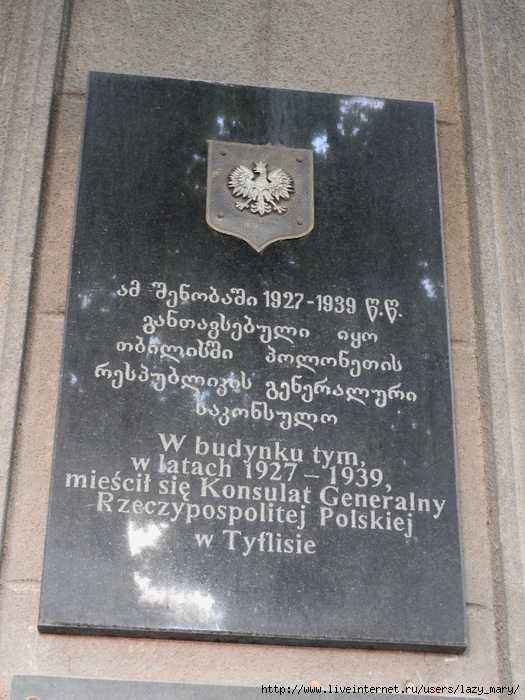 ამ შენობაში 1927-1939 წ.წ.
განთავსებული იყო
თბილისში პოლონეთის
რესპუბლიკის გენერალური
საკონსულო
W budynku tym,
w latach 1927 – 1939,
mieścił się Konsulat Generalny
Rzeczypospolitej Polskiej
w Tyflisie
http://www.liveinternet.ru/users/lazy_mary/